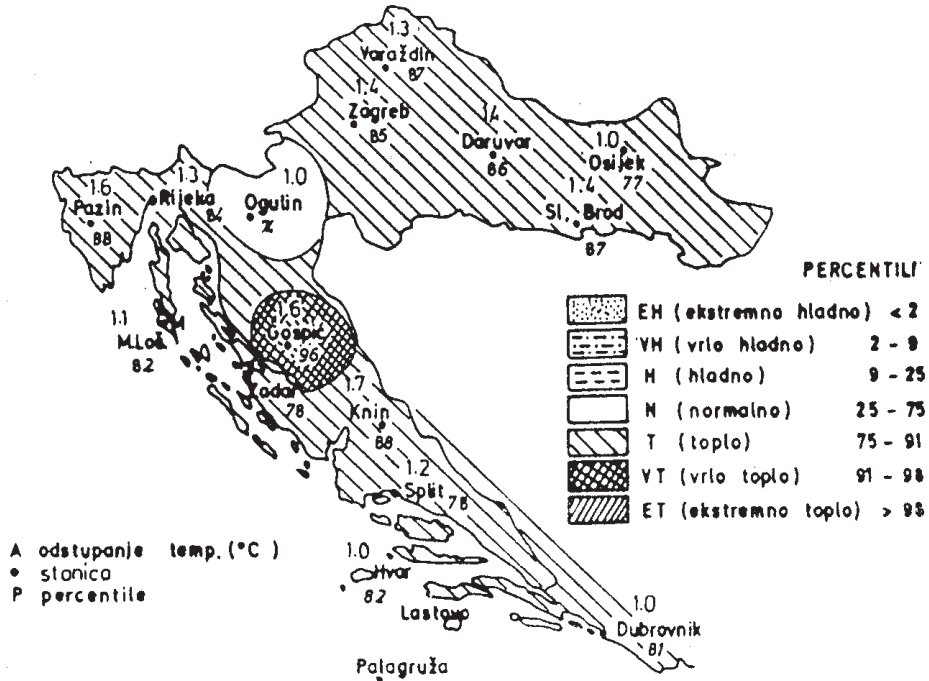 1.3
Varaždin
87
1.4
Zagreb
85
Daruvar
86
1.0
Osijek
77
1.4
Sl. Brod
87
1.6
Pazin
88
1.3
Rijeka
84
1.0
Ogulin
1.1
M.Loš.
82
1.6
Gospić
96
Zadar
78
1.7
Knin
88
1.2
Split
78
1.0
Hvar
82
Lastovo
1.0
Dubrovnik
81
Palagruža
PERCENTILI
EH (ekstremno hladno) < 2
VH (vrlo hladno) 2 - 9
H (hladno) 9 - 25
N (normalno) 25 - 75
T (toplo) 75 - 91
VT (vrlo toplo) 91 - 98
ET (ekstremno toplo) > 98
A odstupanje temp. (°C)
• stanica
P percentile